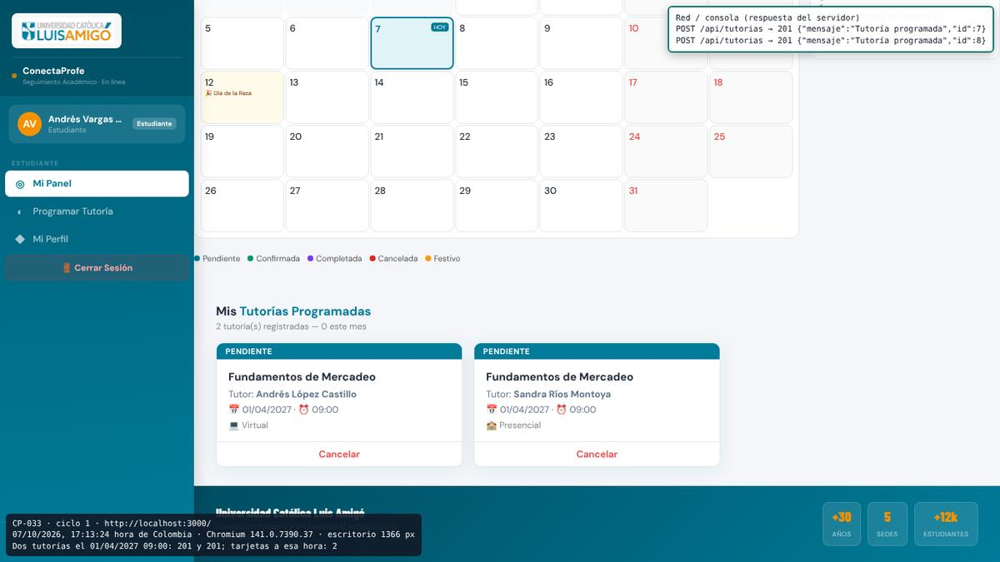 UNIVERSIDAD CATÓLICA
LUISAMIGÓ
ConectaProfe
Seguimiento Académico · En línea
AV
Andrés Vargas ...
Estudiante
Estudiante
ESTUDIANTE
Mi Panel
Programar Tutoría
Mi Perfil
Cerrar Sesión
Red / consola (respuesta del servidor)
POST /api/tutorias → 201 {"mensaje":"Tutoría programada","id":7}
POST /api/tutorias → 201 {"mensaje":"Tutoría programada","id":8}
5 6 7 HOY 8 9 10
12 13 14 15 16 17 18
🎉 Día de la Raza
19 20 21 22 23 24 25
26 27 28 29 30 31
Pendiente Confirmada Completada Cancelada Festivo
Mis Tutorías Programadas
2 tutoría(s) registradas — 0 este mes
PENDIENTE
Fundamentos de Mercadeo
Tutor: Andrés López Castillo
📅 01/04/2027 · ⏰ 09:00
💻 Virtual
Cancelar
PENDIENTE
Fundamentos de Mercadeo
Tutor: Sandra Ríos Montoya
📅 01/04/2027 · ⏰ 09:00
🏫 Presencial
Cancelar
Universidad Católica Luis Amigó
+30
AÑOS
5
SEDES
+12k
ESTUDIANTES
CP-033 · ciclo 1 · http://localhost:3000/
07/10/2026, 17:13:24 hora de Colombia · Chromium 141.0.7390.37 · escritorio 1366 px
Dos tutorías el 01/04/2027 09:00: 201 y 201; tarjetas a esa hora: 2